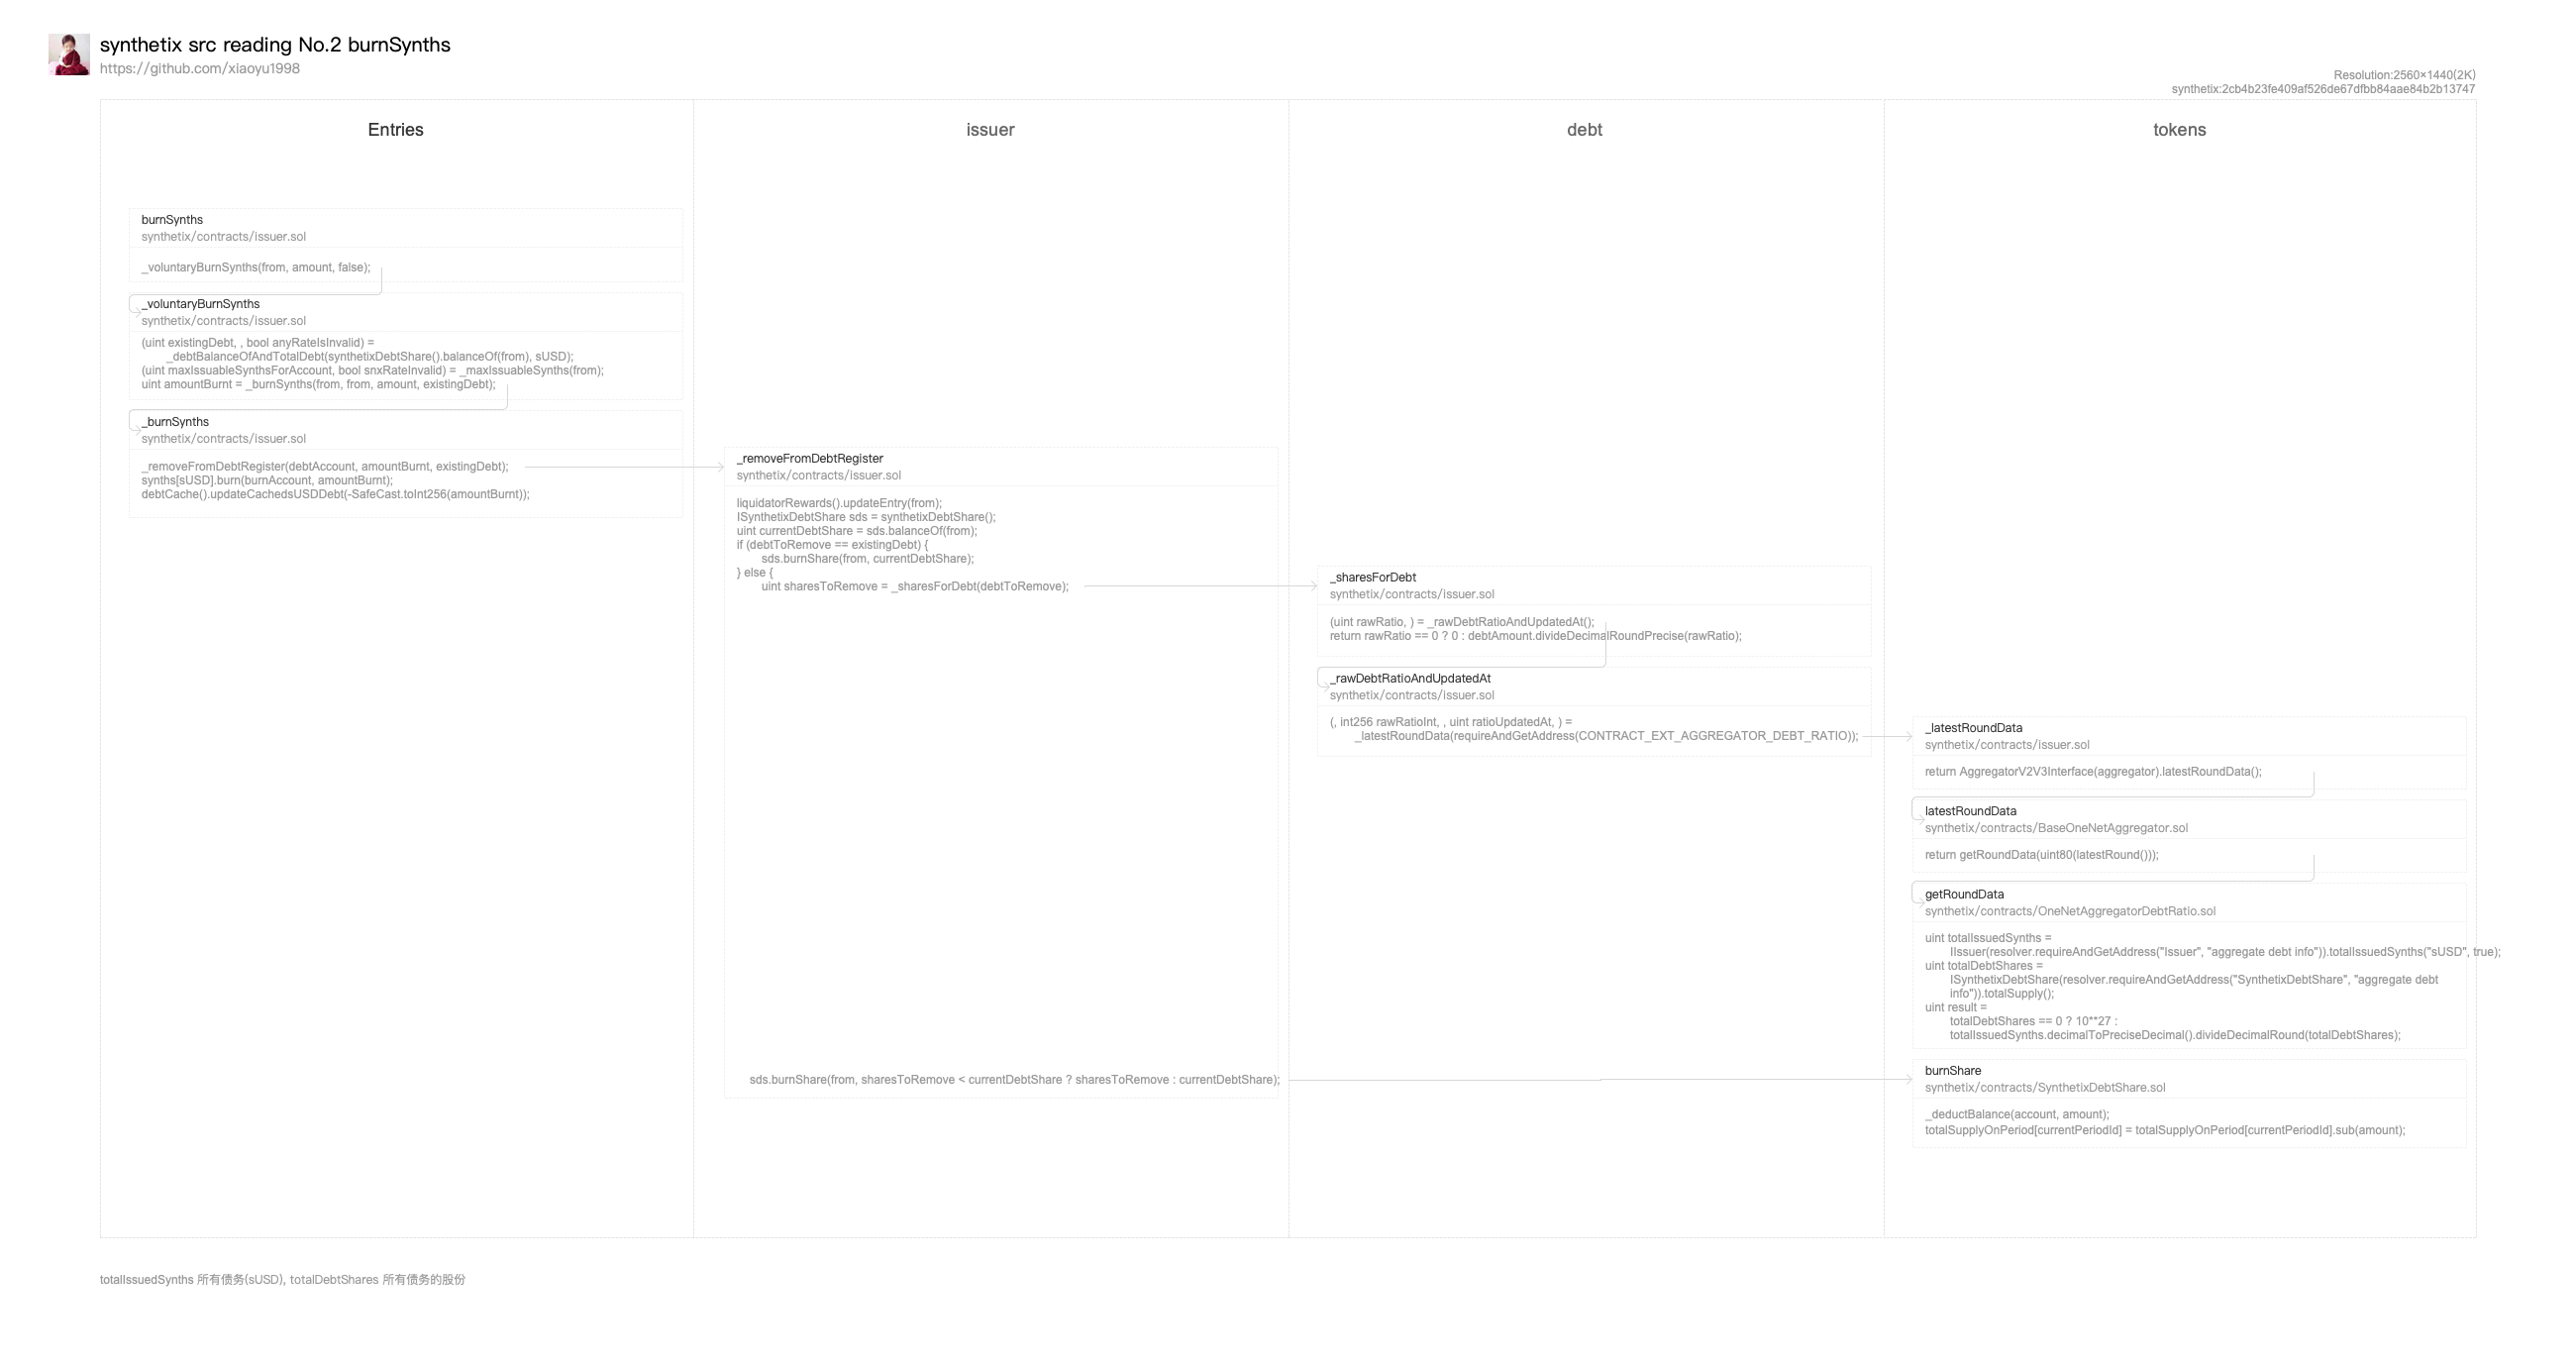 synthetix src reading No.2 burnSynths
https://github.com/xiaoyu1998
Resolution:2560×1440(2K)
synthetix:2cb4b23fe409af526de67dfbb84aae84b2b13747
Entries
issuer
debt
tokens
burnSynths
synthetix/contracts/issuer.sol
_voluntaryBurnSynths(from, amount, false);
_voluntaryBurnSynths
synthetix/contracts/issuer.sol
(uint existingDebt, , bool anyRateIsInvalid) =
_debtBalanceOfAndTotalDebt(synthetixDebtShare().balanceOf(from), sUSD);
(uint maxIssuableSynthsForAccount, bool snxRateInvalid) = _maxIssuableSynths(from);
uint amountBurnt = _burnSynths(from, from, amount, existingDebt);
_burnSynths
synthetix/contracts/issuer.sol
_removeFromDebtRegister(debtAccount, amountBurnt, existingDebt);
synths[sUSD].burn(burnAccount, amountBurnt);
debtCache().updateCachedsUSDDebt(-SafeCast.toInt256(amountBurnt));
_removeFromDebtRegister
synthetix/contracts/issuer.sol
liquidatorRewards().updateEntry(from);
ISynthetixDebtShare sds = synthetixDebtShare();
uint currentDebtShare = sds.balanceOf(from);
if (debtToRemove == existingDebt) {
sds.burnShare(from, currentDebtShare);
} else {
uint sharesToRemove = _sharesForDebt(debtToRemove);
sds.burnShare(from, sharesToRemove < currentDebtShare ? sharesToRemove : currentDebtShare);
_sharesForDebt
synthetix/contracts/issuer.sol
(uint rawRatio, ) = _rawDebtRatioAndUpdatedAt();
return rawRatio == 0 ? 0 : debtAmount.divideDecimalRoundPrecise(rawRatio);
_rawDebtRatioAndUpdatedAt
synthetix/contracts/issuer.sol
(, int256 rawRatioInt, , uint ratioUpdatedAt, ) =
_latestRoundData(requireAndGetAddress(CONTRACT_EXT_AGGREGATOR_DEBT_RATIO));
_latestRoundData
synthetix/contracts/issuer.sol
return AggregatorV2V3Interface(aggregator).latestRoundData();
latestRoundData
synthetix/contracts/BaseOneNetAggregator.sol
return getRoundData(uint80(latestRound()));
getRoundData
synthetix/contracts/OneNetAggregatorDebtRatio.sol
uint totalIssuedSynths =
IIssuer(resolver.requireAndGetAddress("Issuer", "aggregate debt info")).totalIssuedSynths("sUSD", true);
uint totalDebtShares =
ISynthetixDebtShare(resolver.requireAndGetAddress("SynthetixDebtShare", "aggregate debt
info")).totalSupply();
uint result =
totalDebtShares == 0 ? 10**27 :
totalIssuedSynths.decimalToPreciseDecimal().divideDecimalRound(totalDebtShares);
burnShare
synthetix/contracts/SynthetixDebtShare.sol
_deductBalance(account, amount);
totalSupplyOnPeriod[currentPeriodId] = totalSupplyOnPeriod[currentPeriodId].sub(amount);
totalIssuedSynths 所有债务(sUSD), totalDebtShares 所有债务的股份